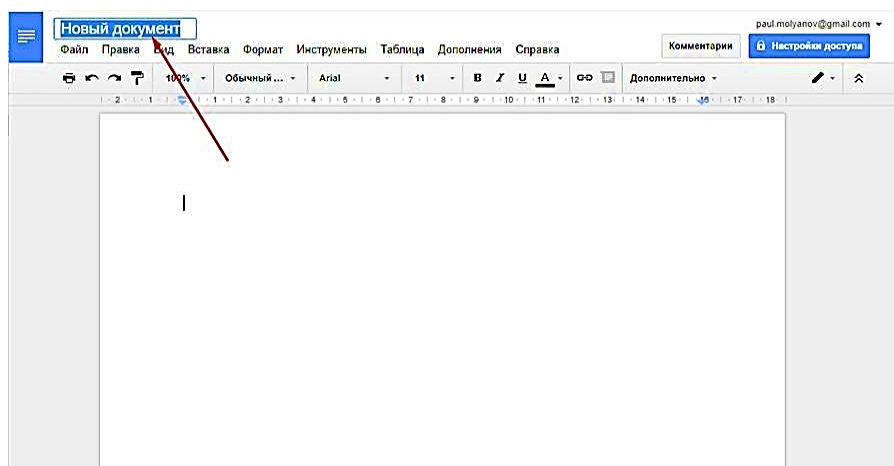 Новый документ
paul.molyanov@gmail.com
Файл Правка Вид Вставка Формат Инструменты Таблица Дополнения Справка
Комментарии Настройки доступа
100% Обычный ... Arial 11 B I U A Дополнительно
2 1 1 2 3 4 5 6 7 8 9 10 11 12 13 14 15 16 17 18